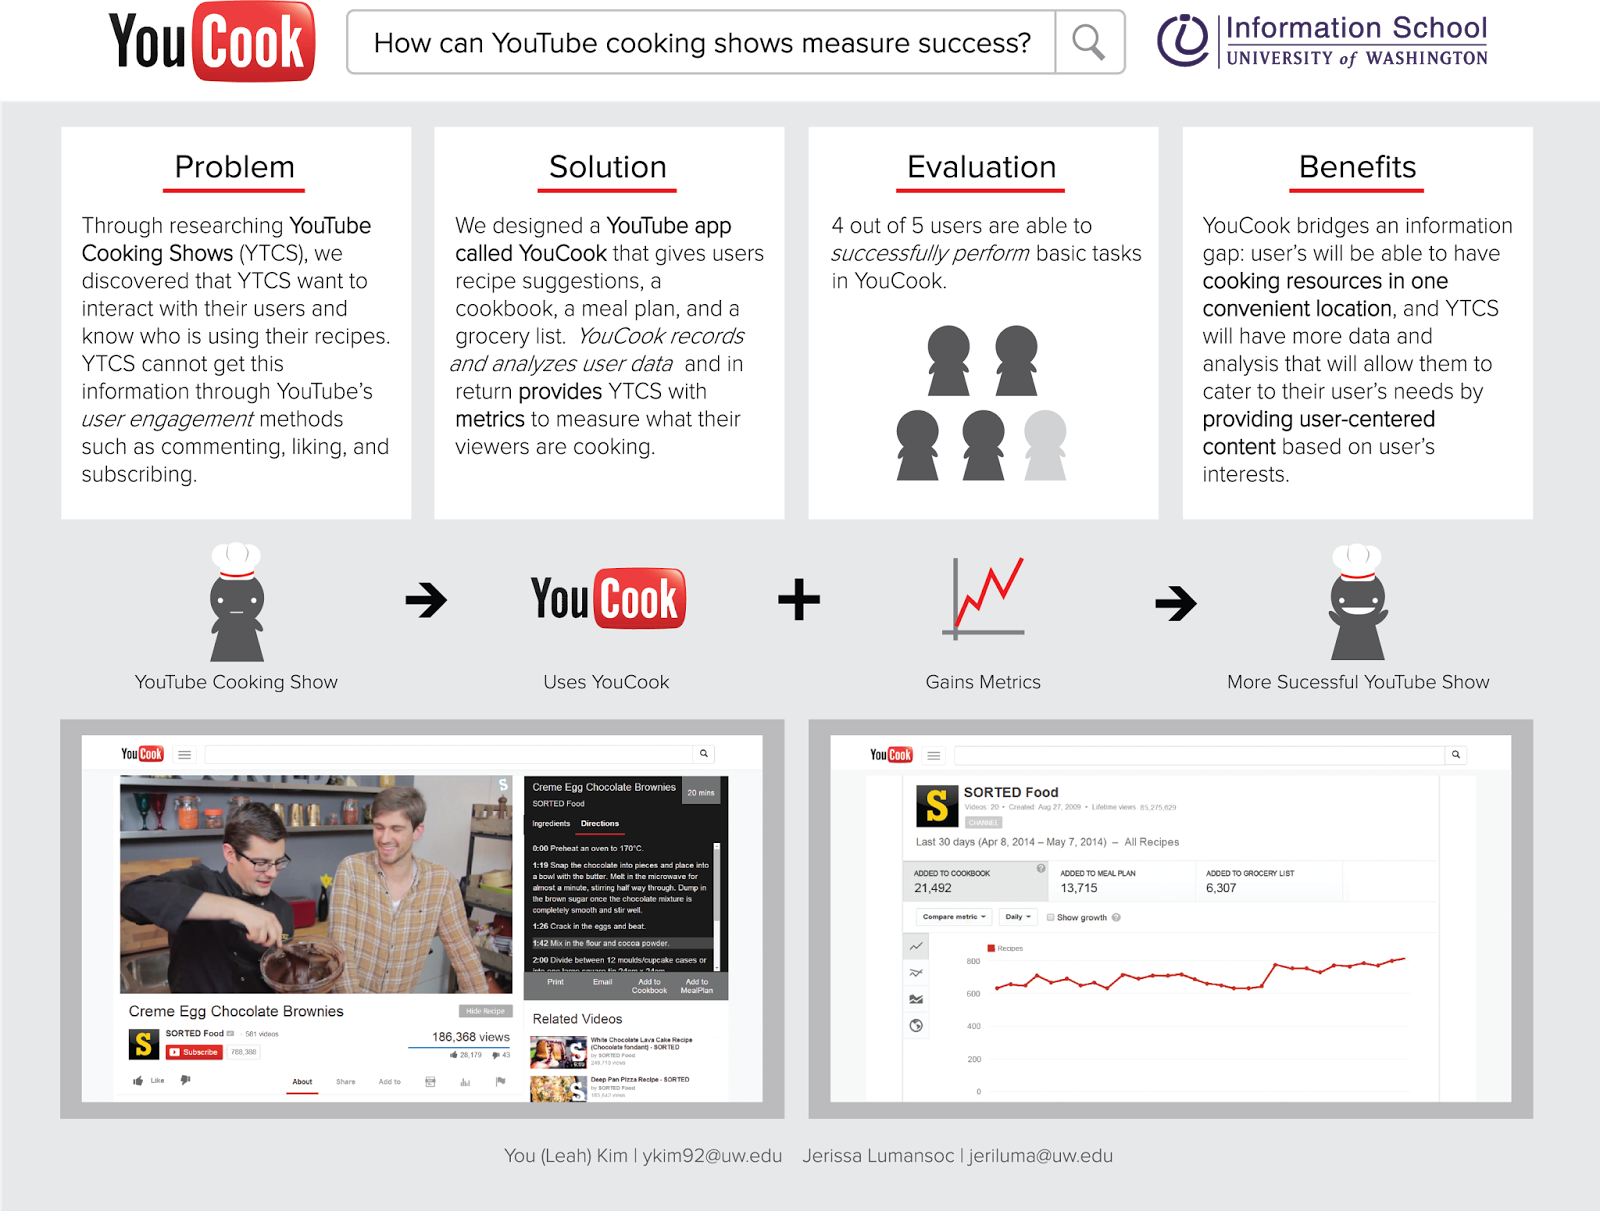 YouCook
How can YouTube cooking shows measure success?
Information School
UNIVERSITY of WASHINGTON
Problem
Through researching YouTube
Cooking Shows (YTCS), we
discovered that YTCS want to
interact with their users and
know who is using their recipes.
YTCS cannot get this
information through YouTube's
user engagement methods
such as commenting, liking, and
subscribing.
Solution
We designed a YouTube app
called YouCook that gives users
recipe suggestions, a
cookbook, a meal plan, and a
grocery list. YouCook records
and analyzes user data and in
return provides YTCS with
metrics to measure what their
viewers are cooking.
Evaluation
4 out of 5 users are able to
successfully perform basic tasks
in YouCook.
Benefits
YouCook bridges an information
gap: user's will be able to have
cooking resources in one
convenient location, and YTCS
will have more data and
analysis that will allow them to
cater to their user's needs by
providing user-centered
content based on user's
interests.
YouTube Cooking Show
YouCook
Uses YouCook
Gains Metrics
More Sucessful YouTube Show
YouCook
S
Creme Egg Chocolate Brownies
20 mins
SORTED Food
Ingredients Directions
0:00 Preheat an oven to 170°C.
1:19 Snap the chocolate into pieces and place into
a bowl with the butter. Melt in the microwave for
almost a minute, stirring half way through. Dump in
the brown sugar once the chocolate mixture is
completely smooth and stir well.
1:26 Crack in the eggs and beat.
1:42 Mix in the flour and cocoa powder.
2:00 Divide between 12 moulds/cupcake cases or
into one large square tin 24cm x 24cm
Print Email Add to Cookbook Add to MealPlan
Creme Egg Chocolate Brownies
Hide Recipe
S
SORTED Food · 581 videos
Subscribe 788,388
186,368 views
28,179 43
Like
About Share Add to
Related Videos
White Chocolate Lava Cake Recipe
(Chocolate fondant) - SORTED
by SORTED Food
Deep Pan Pizza Recipe - SORTED
by SORTED Food
YouCook
S
SORTED Food
Videos: 20 • Created: Aug 27, 2009 • Lifetime views: 85,275,629
CHANNEL
Last 30 days (Apr 8, 2014 – May 7, 2014) – All Recipes
ADDED TO COOKBOOK ?
21,492
ADDED TO MEAL PLAN
13,715
ADDED TO GROCERY LIST
6,307
Compare metric Daily Show growth ?
Recipes
800
600
400
200
0
You (Leah) Kim | ykim92@uw.edu Jerissa Lumansoc | jeriluma@uw.edu